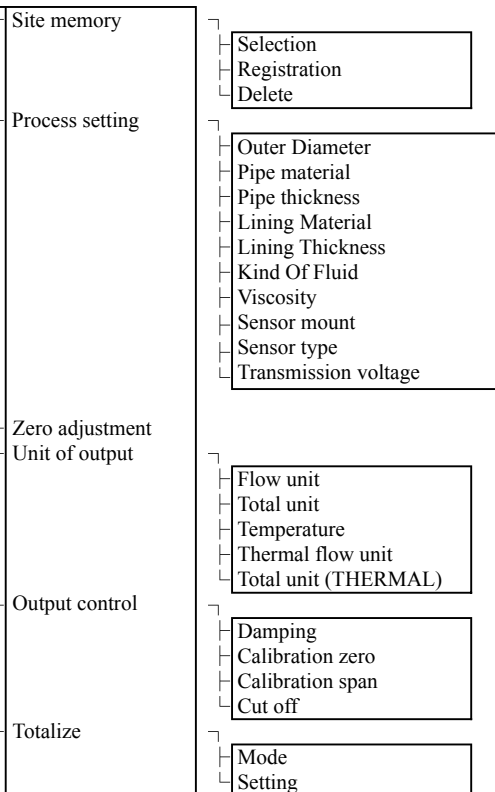 Site memory
Selection
Registration
Delete
Process setting
Outer Diameter
Pipe material
Pipe thickness
Lining Material
Lining Thickness
Kind Of Fluid
Viscosity
Sensor mount
Sensor type
Transmission voltage
Zero adjustment
Unit of output
Flow unit
Total unit
Temperature
Thermal flow unit
Total unit (THERMAL)
Output control
Damping
Calibration zero
Calibration span
Cut off
Totalize
Mode
Setting